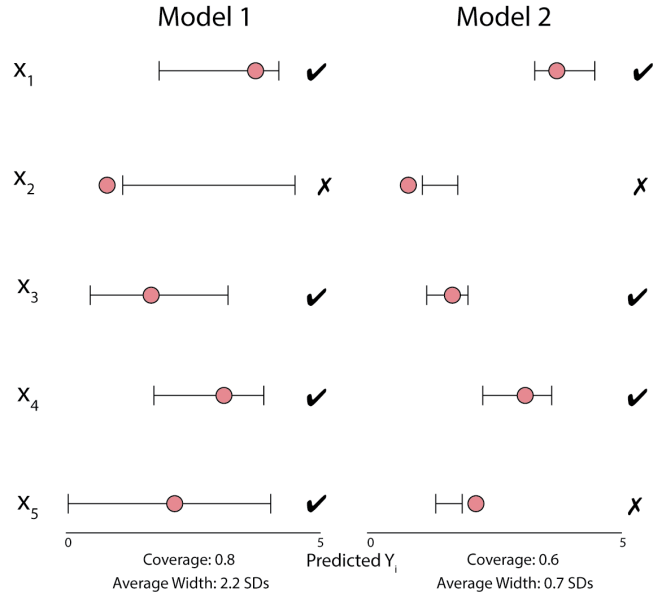 Model 1 Model 2
x1 ✔ ✔
x2 ✗ ✗
x3 ✔ ✔
x4 ✔ ✔
x5 ✔ ✗
0 5 0 5
Coverage: 0.8 Predicted Yi Coverage: 0.6
Average Width: 2.2 SDs Average Width: 0.7 SDs